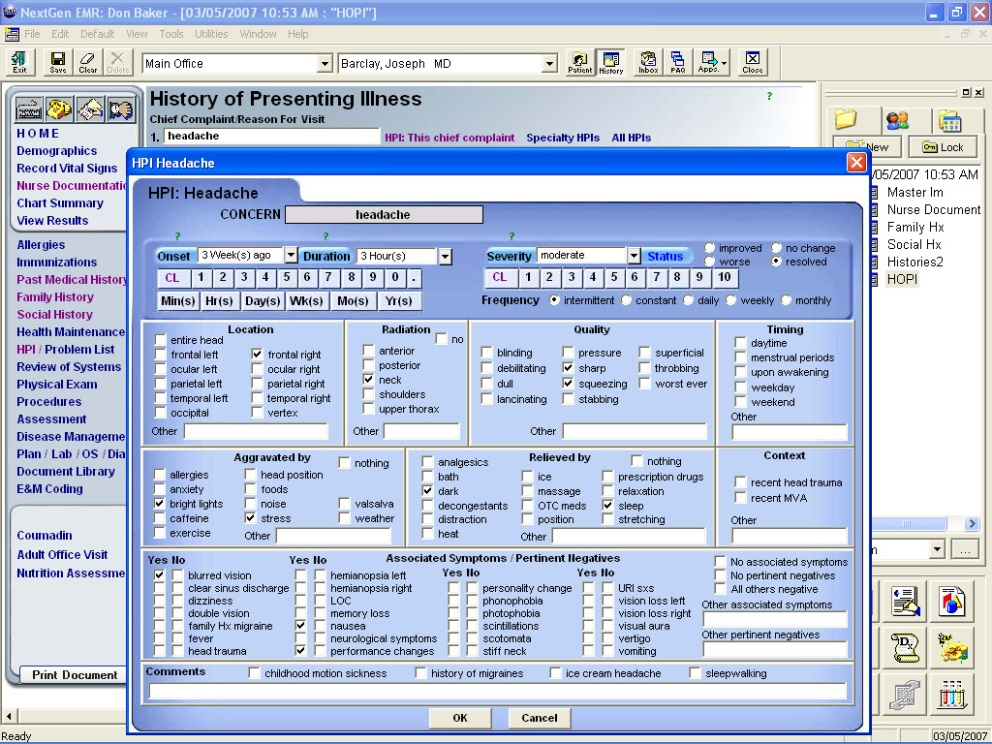 NextGen EMR: Don Baker - [03/05/2007 10:53 AM : "HOPI"]
File Edit Default View Tools Utilities Window Help
Exit Save Clear Delete Main Office Barclay, Joseph MD Patient History Inbox PAQ Apps. Close
History of Presenting Illness ?
Chief Complaint/Reason For Visit
1. headache HPI: This chief complaint Specialty HPIs All HPIs
HOME
Demographics
Record Vital Signs
Nurse Documentatio
Chart Summary
View Results
Allergies
Immunizations
Past Medical History
Family History
Social History
Health Maintenance
HPI / Problem List
Review of Systems
Physical Exam
Procedures
Assessment
Disease Manageme
Plan / Lab / OS / Dia
Document Library
E&M Coding
Coumadin
Adult Office Visit
Nutrition Assessme
Print Document
HPI Headache
HPI: Headache
CONCERN headache
? ? ?
Onset 3 Week(s) ago Duration 3 Hour(s)
CL 1 2 3 4 5 6 7 8 9 0 .
Min(s) Hr(s) Day(s) Wk(s) Mo(s) Yr(s)
Severity moderate Status improved no change
worse resolved
CL 1 2 3 4 5 6 7 8 9 10
Frequency intermittent constant daily weekly monthly
Location
entire head
frontal left frontal right
ocular left ocular right
parietal left parietal right
temporal left temporal right
occipital vertex
Other
Radiation no
anterior
posterior
neck
shoulders
upper thorax
Other
Quality
blinding pressure superficial
debilitating sharp throbbing
dull squeezing worst ever
lancinating stabbing
Other
Timing
daytime
menstrual periods
upon awakening
weekday
weekend
Other
Aggravated by nothing
allergies head position
anxiety foods
bright lights noise valsalva
caffeine stress weather
exercise Other
Relieved by nothing
analgesics
bath ice prescription drugs
dark massage relaxation
decongestants OTC meds sleep
distraction position stretching
heat Other
Context
recent head trauma
recent MVA
Other
Associated Symptoms / Pertinent Negatives
Yes No Yes No Yes No Yes No
blurred vision hemianopsia left
clear sinus discharge hemianopsia right personality change URI sxs
dizziness LOC phonophobia vision loss left
double vision memory loss photophobia vision loss right
family Hx migraine nausea scintillations visual aura
fever neurological symptoms scotomata vertigo
head trauma performance changes stiff neck vomiting
No associated symptoms
No pertinent negatives
All others negative
Other associated symptoms
Other pertinent negatives
Comments childhood motion sickness history of migraines ice cream headache sleepwalking
OK Cancel
New Lock
/05/2007 10:53 AM
Master Im
Nurse Document
Family Hx
Social Hx
Histories2
HOPI
...
Ready 03/05/2007